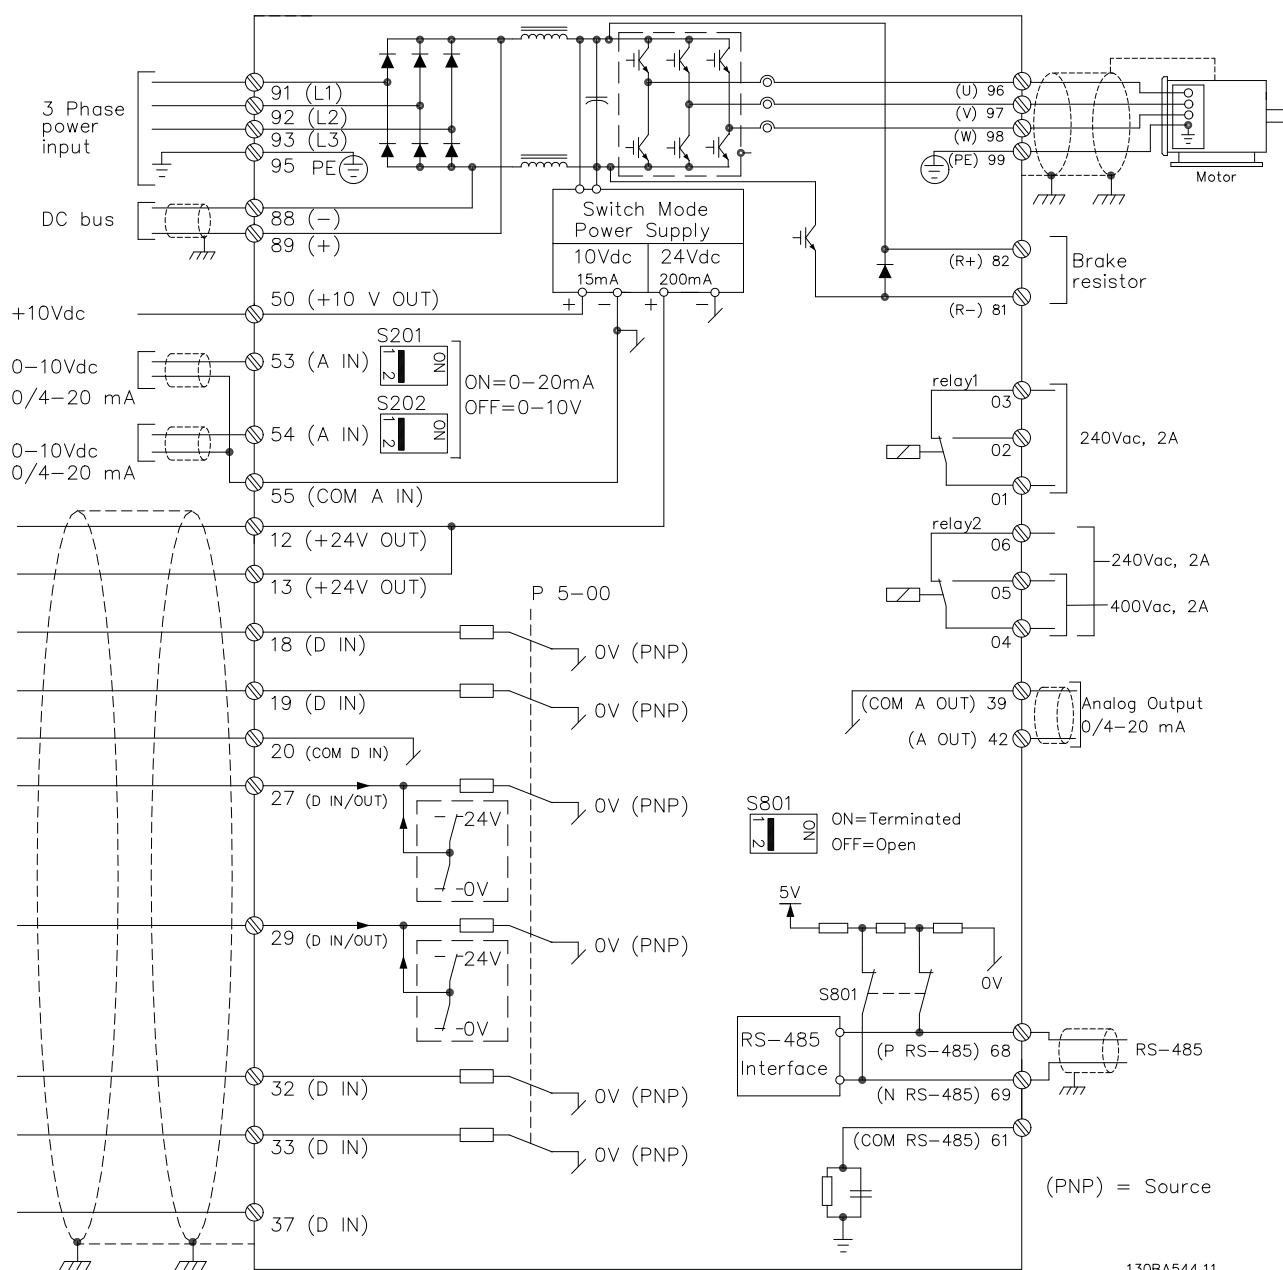 3 Phase
power
input
91 (L1)
92 (L2)
93 (L3)
95 PE
DC bus
88 (-)
89 (+)
Switch Mode
Power Supply
10Vdc
15mA
24Vdc
200mA
+ - + -
(U) 96
(V) 97
(W) 98
(PE) 99
Motor
(R+) 82
(R-) 81
Brake
resistor
+10Vdc
50 (+10 V OUT)
0-10Vdc
0/4-20 mA
53 (A IN)
S201
1 2 ON
0-10Vdc
0/4-20 mA
54 (A IN)
S202
1 2 ON
ON=0-20mA
OFF=0-10V
55 (COM A IN)
12 (+24V OUT)
13 (+24V OUT)
P 5-00
18 (D IN)
0V (PNP)
19 (D IN)
0V (PNP)
20 (COM D IN)
27 (D IN/OUT)
0V (PNP)
24V
0V
29 (D IN/OUT)
0V (PNP)
24V
0V
32 (D IN)
0V (PNP)
33 (D IN)
0V (PNP)
37 (D IN)
relay1
03
02
01
240Vac, 2A
relay2
06
05
04
240Vac, 2A
400Vac, 2A
(COM A OUT) 39
(A OUT) 42
Analog Output
0/4-20 mA
S801
1 2 ON
ON=Terminated
OFF=Open
5V
S801
0V
RS-485
Interface
(P RS-485) 68
(N RS-485) 69
RS-485
(COM RS-485) 61
(PNP) = Source
130BA544.11